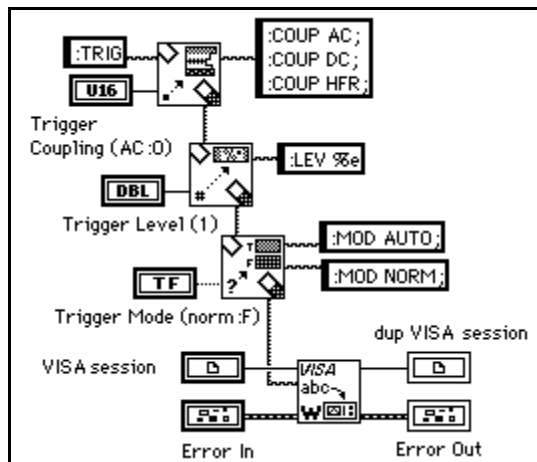 :TRIG
:COUP AC;
:COUP DC;
:COUP HFR;
U16
Trigger
Coupling (AC:0)
:LEV %e
DBL
#
Trigger Level (1)
T
F
:MOD AUTO;
:MOD NORM;
TF
?
Trigger Mode (norm:F)
dup VISA session
VISA session
VISA
abc
W
Error In
Error Out